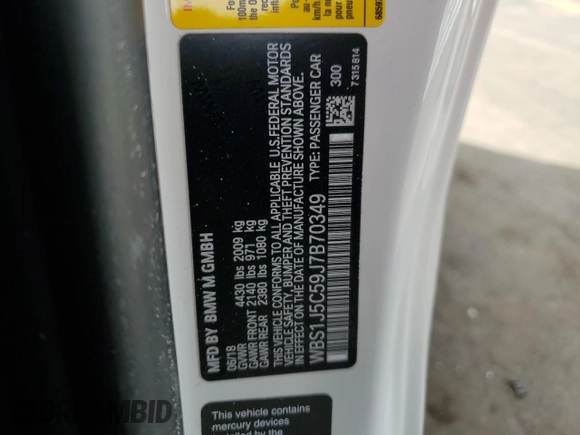 MFD BY BMW M GMBH
06/18
GVWR 4430 lbs 2009 kg
GAWR FRONT 2140 lbs 971 kg
GAWR REAR 2380 lbs 1080 kg
THIS VEHICLE CONFORMS TO ALL APPLICABLE U.S.FEDERAL MOTOR
VEHICLE SAFETY, BUMPER AND THEFT PREVENTION STANDARDS
IN EFFECT ON THE DATE OF MANUFACTURE SHOWN ABOVE.
WBS1J5C59J7B70349 TYPE: PASSENGER CAR
300
7315814
This vehicle contains
mercury devices